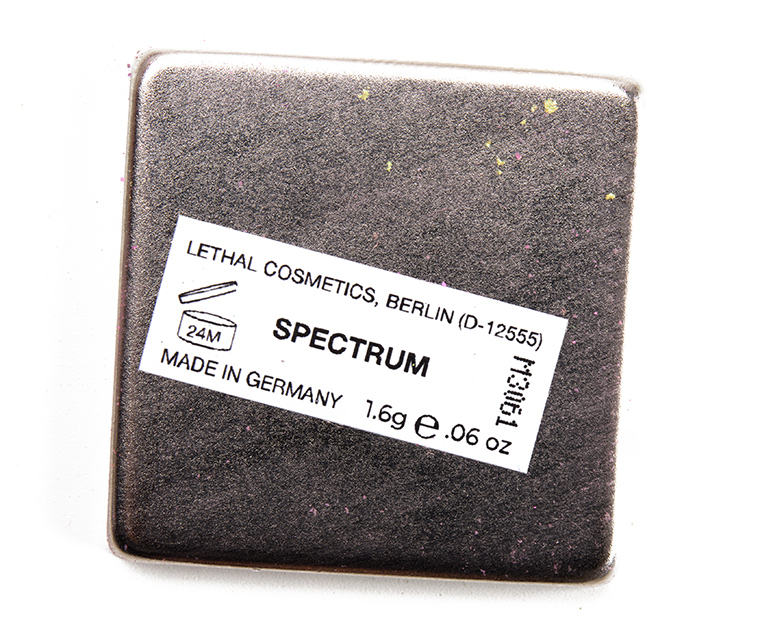 LETHAL COSMETICS, BERLIN (D-12555)
24M
SPECTRUM
M3061
MADE IN GERMANY 1.6g e .06 oz